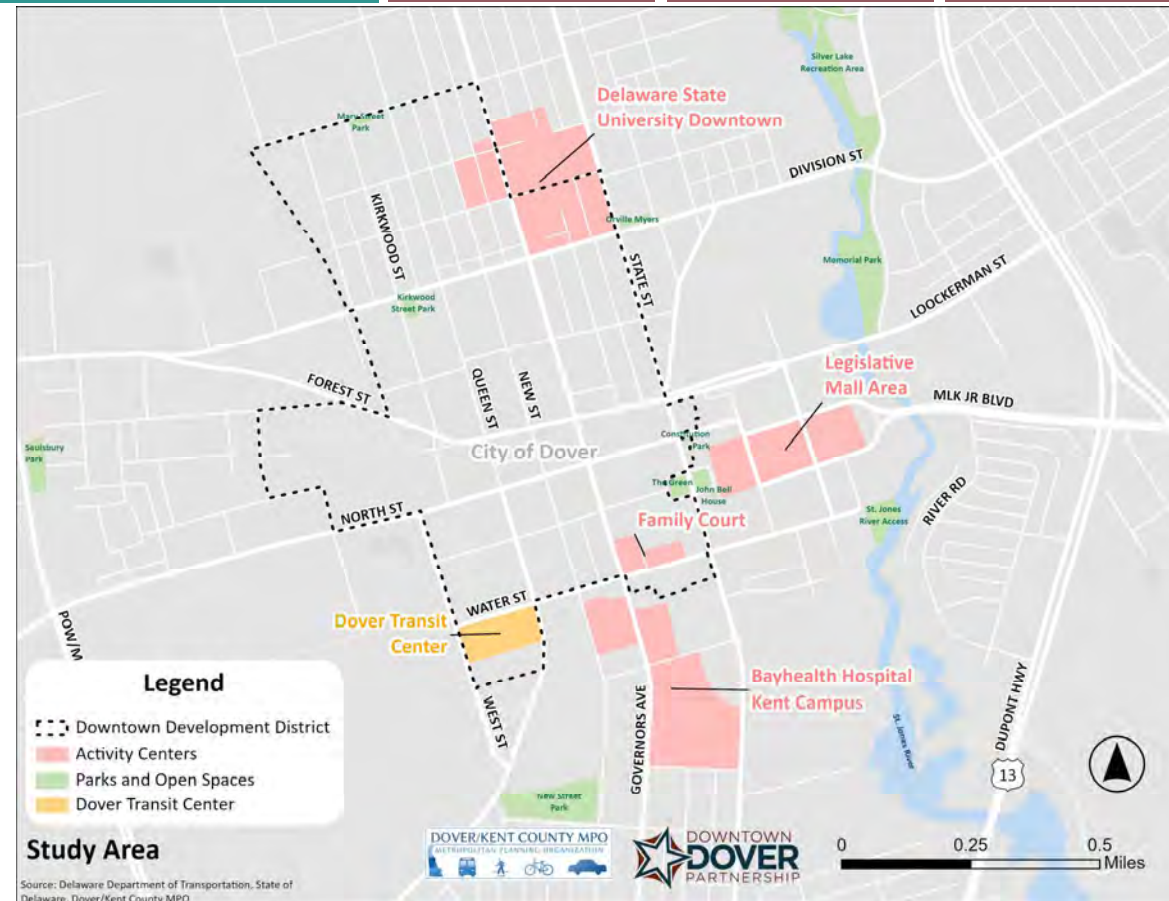 Silver Lake
Recreation Area
Delaware State
University Downtown
Mary Street
Park
DIVISION ST
KIRKWOOD ST
Orville Myers
STATE ST
Memorial Park
LOOCKERMAN ST
Kirkwood
Street Park
Legislative
Mall Area
FOREST ST
QUEEN ST
NEW ST
MLK JR BLVD
Constitution
Park
City of Dover
Saulsbury
Park
The Green
John Bell
House
NORTH ST
Family Court
St. Jones
River Access
RIVER RD
WATER ST
Dover Transit
Center
POW/M
Bayhealth Hospital
Kent Campus
WEST ST
GOVERNORS AVE
St. Jones River
DUPONT HWY
13
New Street
Park
Legend
Downtown Development District
Activity Centers
Parks and Open Spaces
Dover Transit Center
Study Area
Source: Delaware Department of Transportation, State of
Delaware, Dover/Kent County MPO
DOVER/KENT COUNTY MPO
METROPOLITAN PLANNING ORGANIZATION
DOWNTOWN
DOVER
PARTNERSHIP
0 0.25 0.5
Miles